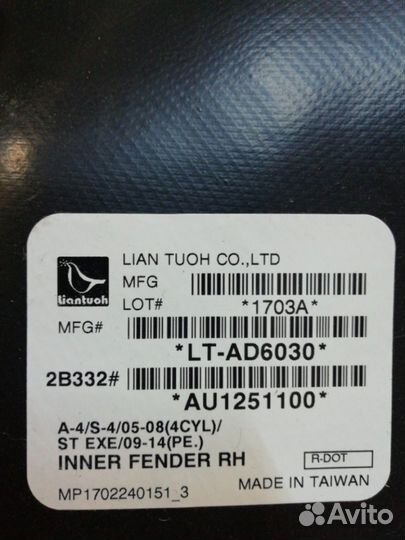 LIAN TUOH CO.,LTD
Liantuoh
MFG
LOT# *1703A*
MFG#
*LT-AD6030*
2B332#
*AU1251100*
A-4/S-4/05-08(4CYL)/
ST EXE/09-14(PE.)
INNER FENDER RH
R-DOT
MP1702240151_3
MADE IN TAIWAN
Avito